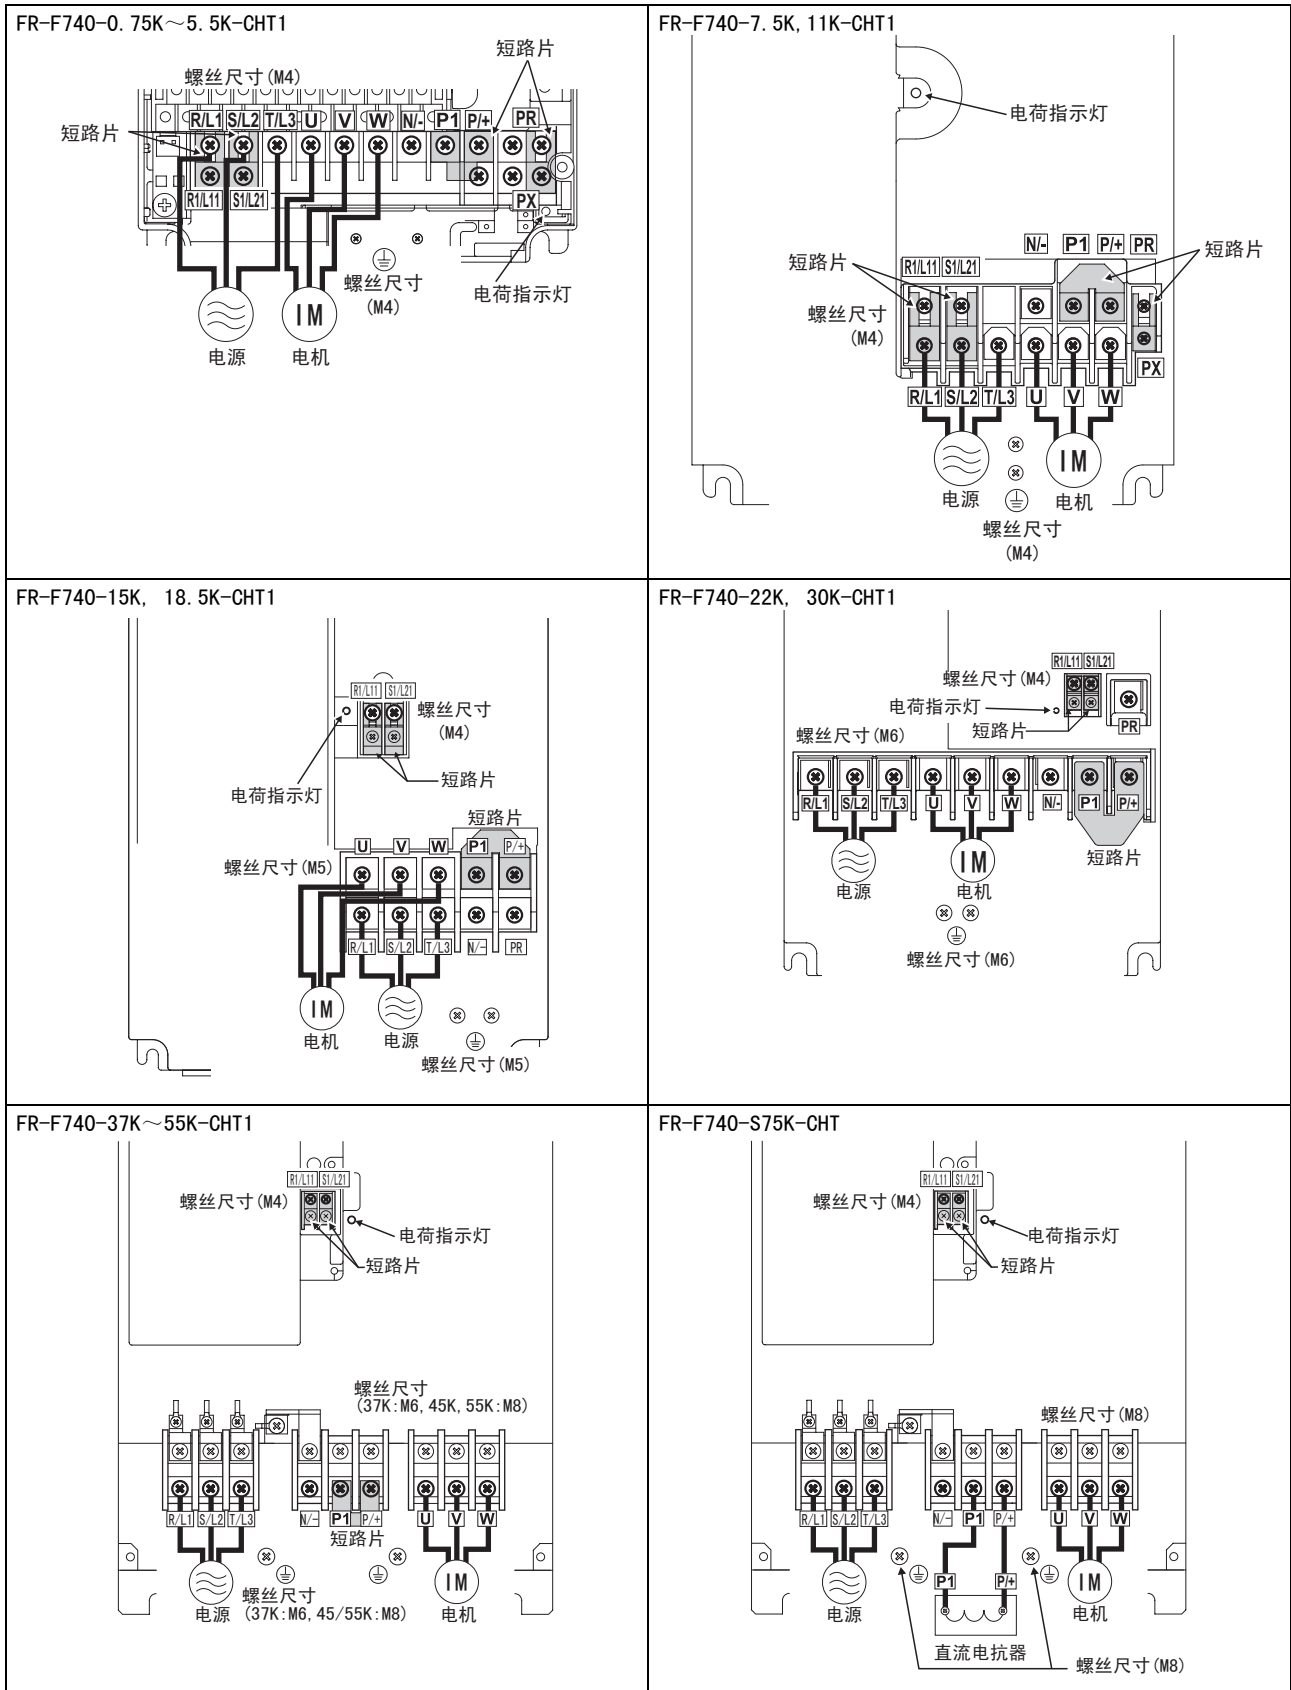 FR-F740-0.75K～5.5K-CHT1
短路片
螺丝尺寸(M4)
短路片
R/L1 S/L2 T/L3 U V W N/- P1 P/+ PR
R1/L11 S1/L21 PX
螺丝尺寸
(M4)
电荷指示灯
IM
电源 电机
FR-F740-7.5K,11K-CHT1
电荷指示灯
N/- P1 P/+ PR
短路片 R1/L11 S1/L21 短路片
螺丝尺寸
(M4)
PX
R/L1 S/L2 T/L3 U V W
IM
电源 电机
螺丝尺寸
(M4)
FR-F740-15K, 18.5K-CHT1
R1/L11 S1/L21
螺丝尺寸
(M4)
短路片
电荷指示灯
短路片
U V W P1 P/+
螺丝尺寸(M5)
R/L1 S/L2 T/L3 N/- PR
IM
电机 电源
螺丝尺寸(M5)
FR-F740-22K, 30K-CHT1
R1/L11 S1/L21
螺丝尺寸(M4)
电荷指示灯
短路片 PR
螺丝尺寸(M6)
R/L1 S/L2 T/L3 U V W N/- P1 P/+
IM 短路片
电源 电机
螺丝尺寸(M6)
FR-F740-37K～55K-CHT1
R1/L11 S1/L21
螺丝尺寸(M4)
电荷指示灯
短路片
螺丝尺寸
(37K:M6,45K,55K:M8)
R/L1 S/L2 T/L3 N/- P1 P/+ U V W
短路片
IM
螺丝尺寸
电源 (37K:M6,45/55K:M8) 电机
FR-F740-S75K-CHT
R1/L11 S1/L21
螺丝尺寸(M4)
电荷指示灯
短路片
螺丝尺寸(M8)
R/L1 S/L2 T/L3 N/- P1 P/+ U V W
P1 P/+ IM
电源 电机
直流电抗器
螺丝尺寸(M8)